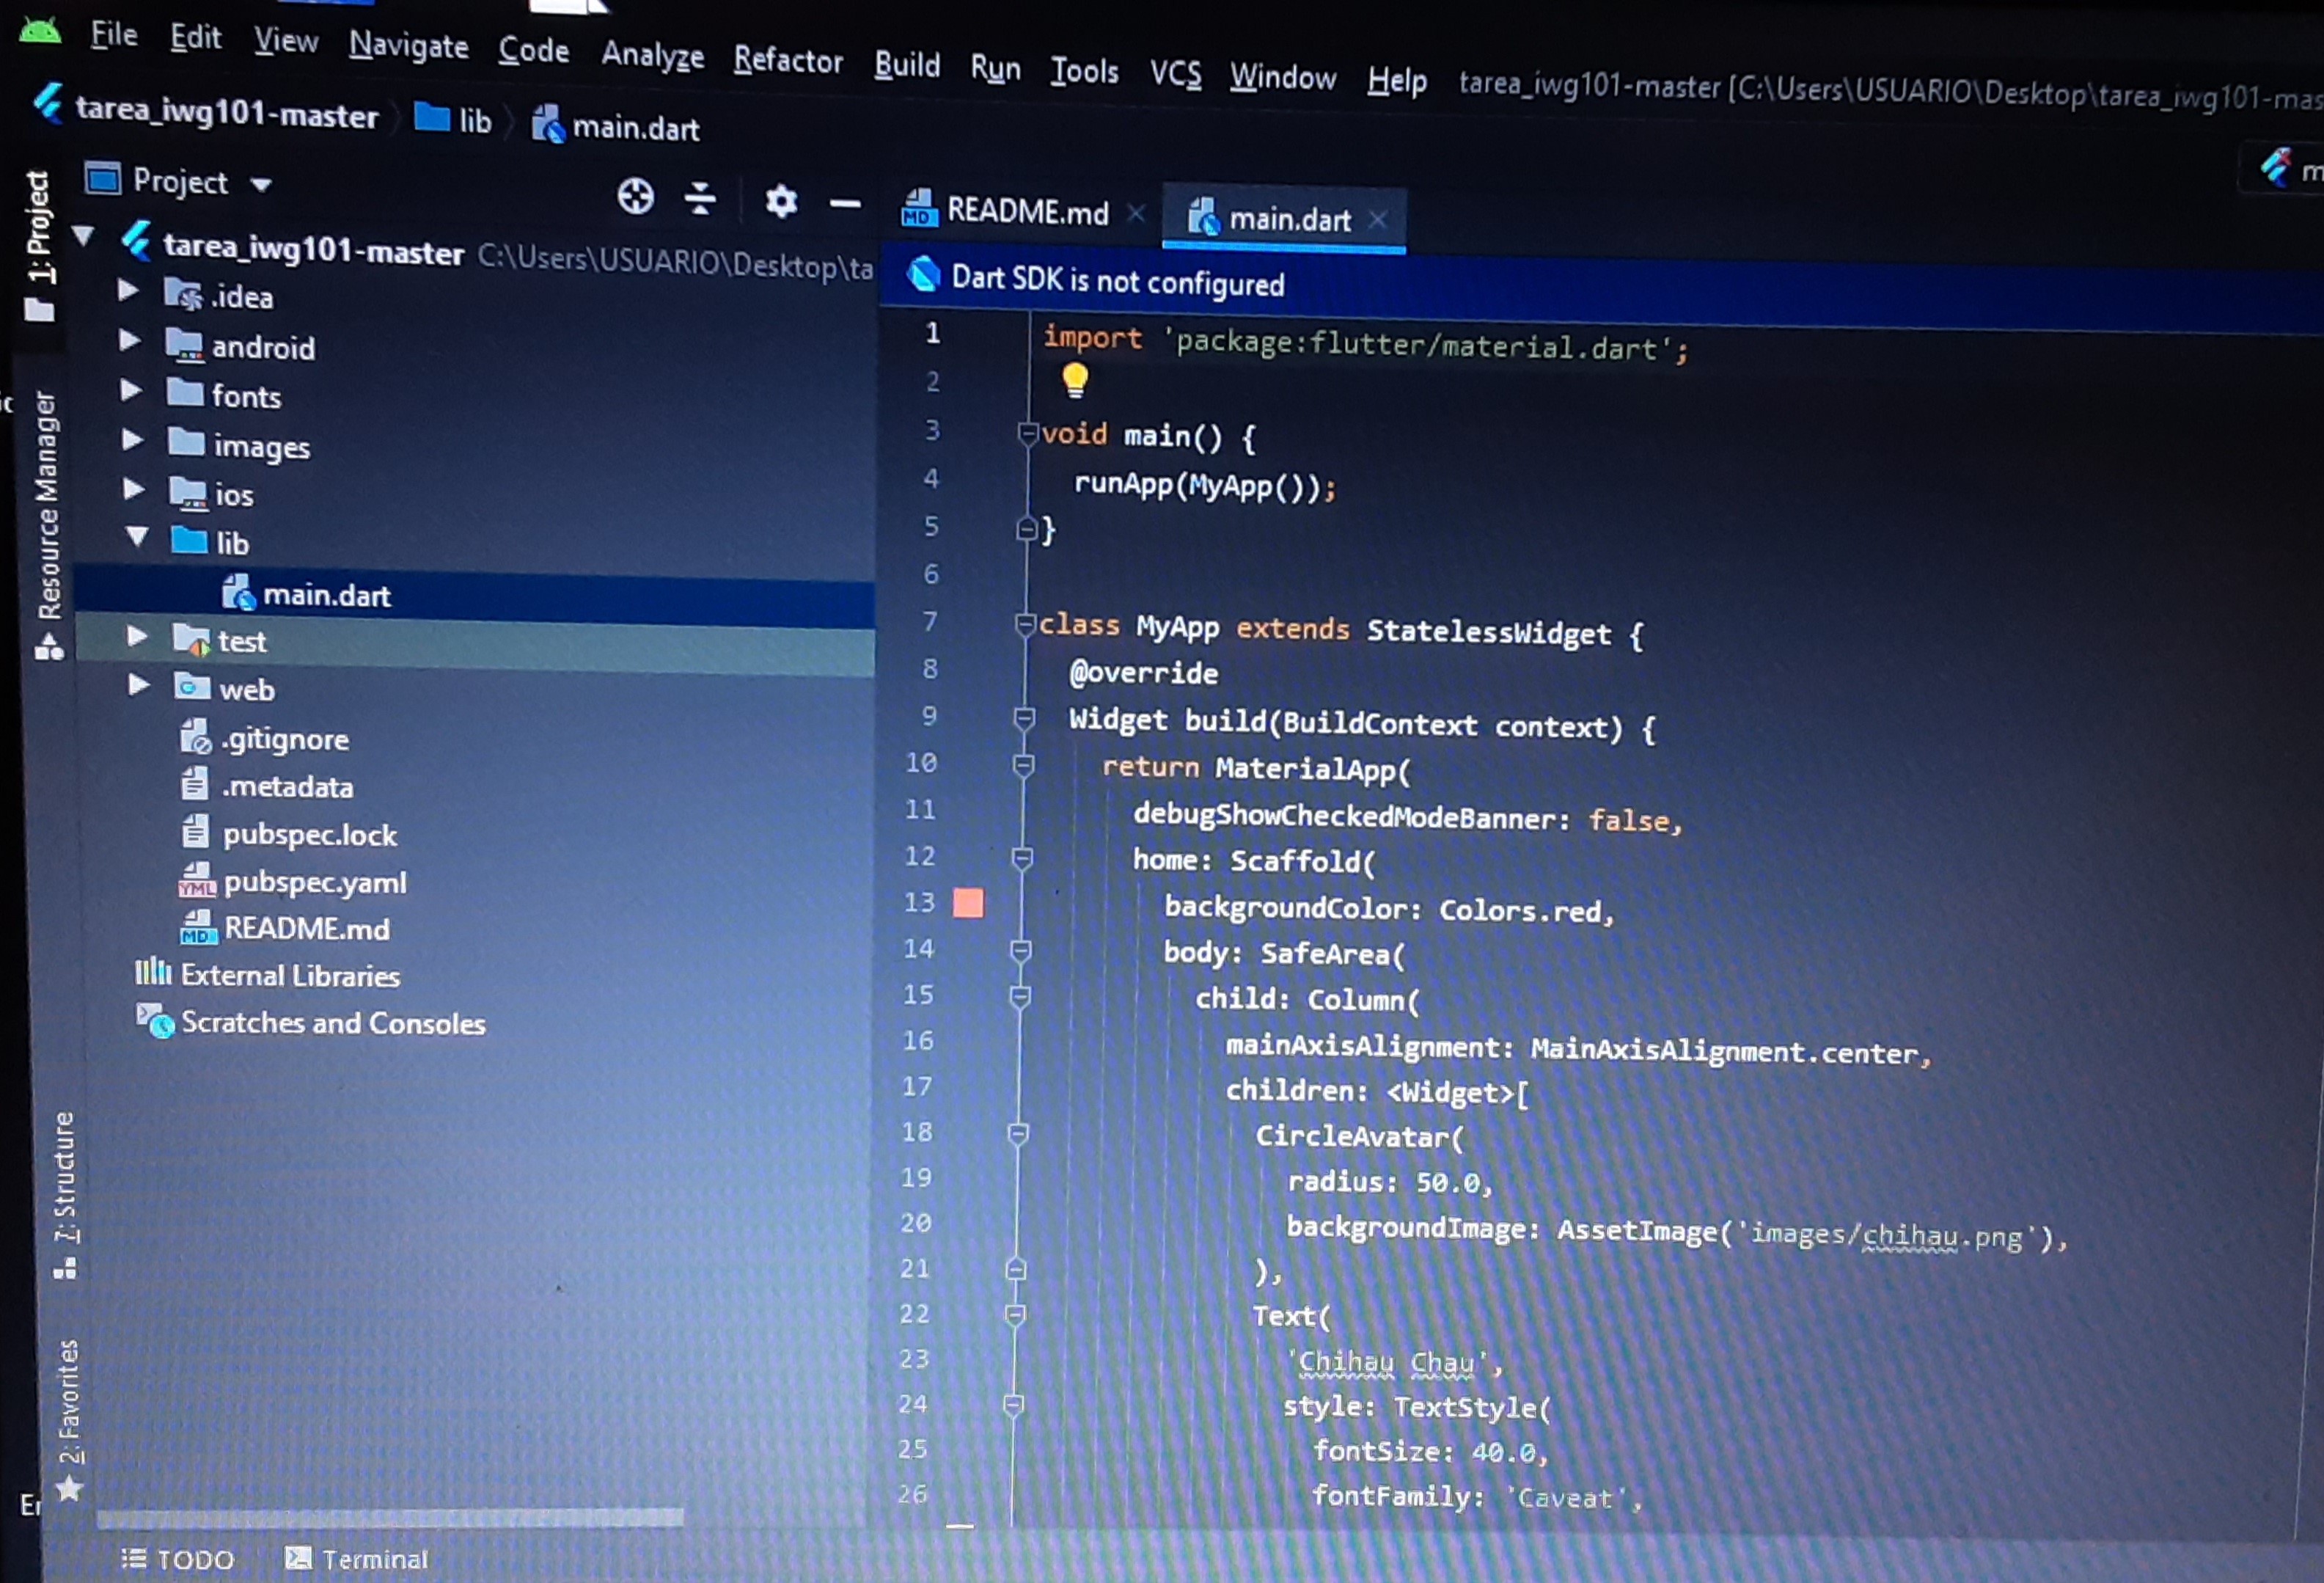 File Edit View Navigate Code Analyze Refactor Build Run Tools VCS Window Help tarea_iwg101-master [C:\Users\USUARIO\Desktop\tarea_iwg101-mas
tarea_iwg101-master lib main.dart
1: Project
Resource Manager
7: Structure
2: Favorites
Project
tarea_iwg101-master C:\Users\USUARIO\Desktop\ta
.idea
android
fonts
images
ios
lib
main.dart
test
web
.gitignore
.metadata
pubspec.lock
YML pubspec.yaml
MD README.md
External Libraries
Scratches and Consoles
MD README.md main.dart
Dart SDK is not configured
1 import 'package:flutter/material.dart';
2
3 void main() {
4 runApp(MyApp());
5 }
6
7 class MyApp extends StatelessWidget {
8 @override
9 Widget build(BuildContext context) {
10 return MaterialApp(
11 debugShowCheckedModeBanner: false,
12 home: Scaffold(
13 backgroundColor: Colors.red,
14 body: SafeArea(
15 child: Column(
16 mainAxisAlignment: MainAxisAlignment.center,
17 children: <Widget>[
18 CircleAvatar(
19 radius: 50.0,
20 backgroundImage: AssetImage('images/chihau.png'),
21 ),
22 Text(
23 'Chihau Chau',
24 style: TextStyle(
25 fontSize: 40.0,
26 fontFamily: 'Caveat',
TODO Terminal